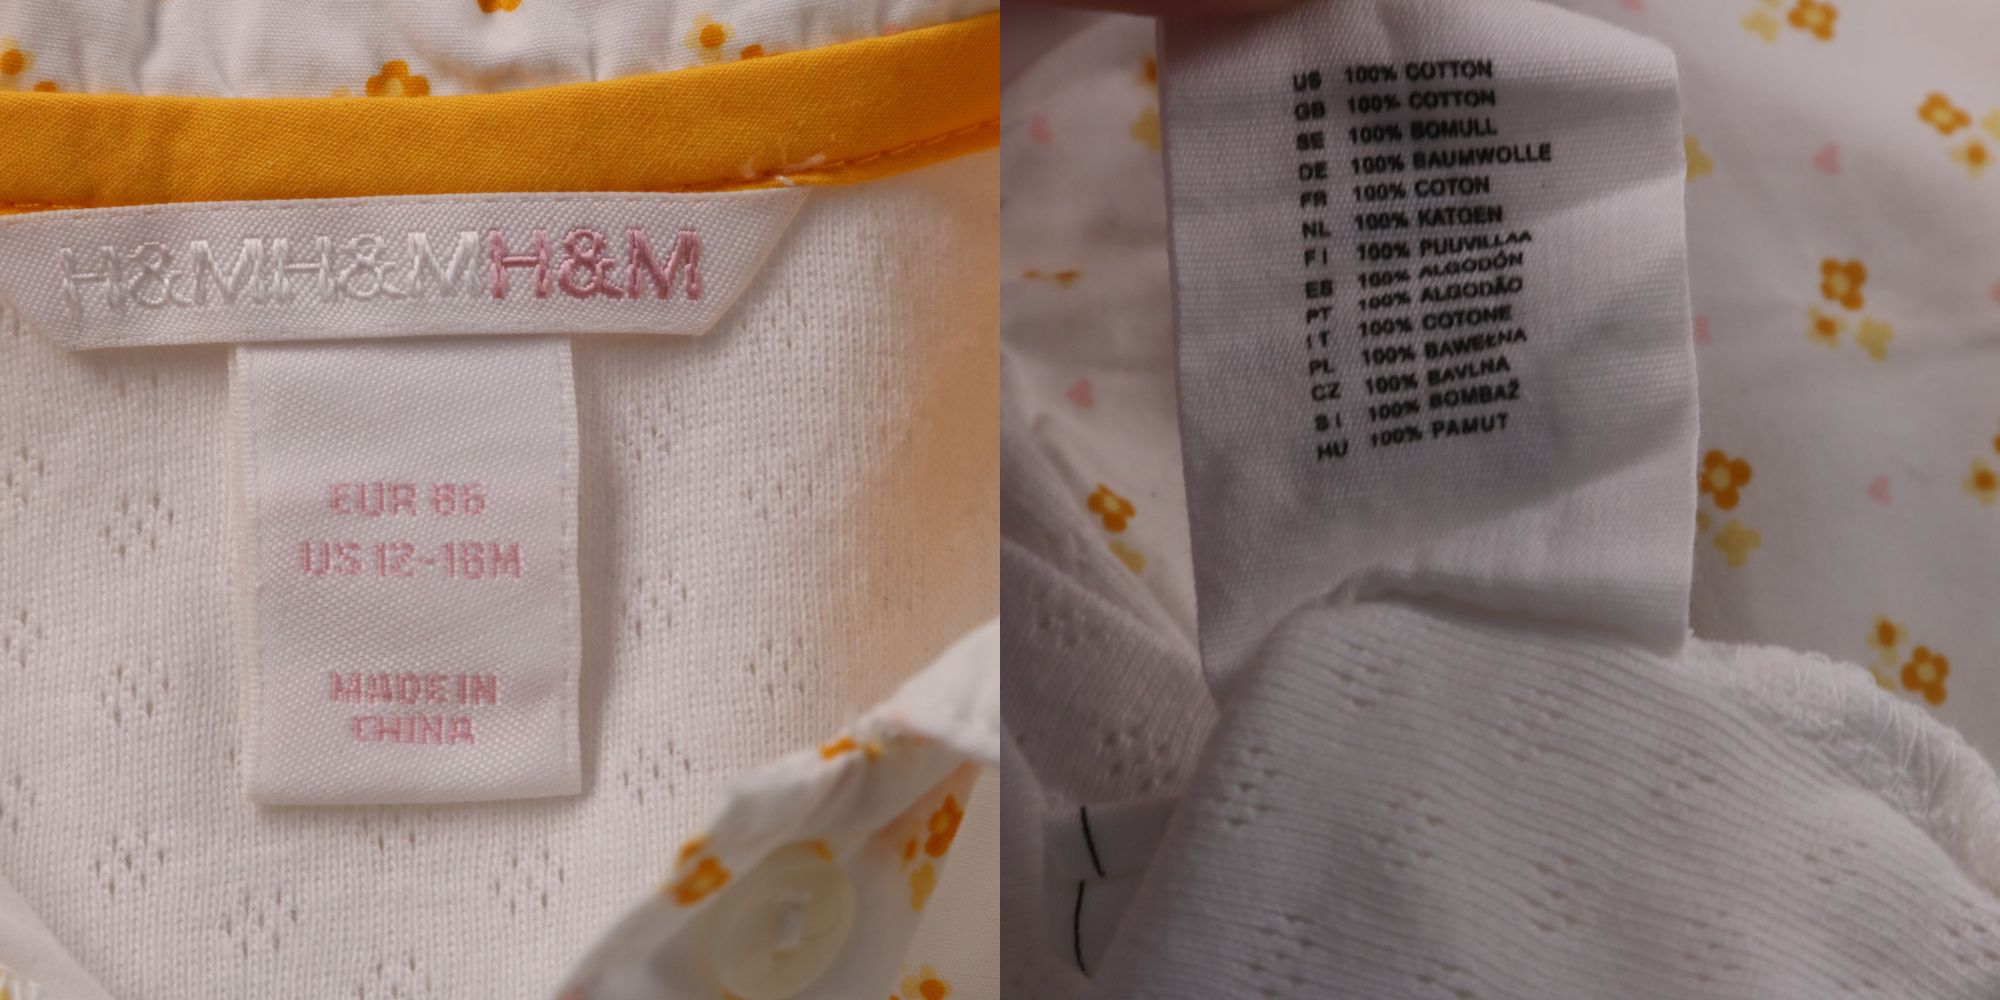 H&MH&MH&M
EUR 86
US 12-18M
MADE IN
CHINA
US 100% COTTON
GB 100% COTTON
SE 100% BOMULL
DE 100% BAUMWOLLE
FR 100% COTON
NL 100% KATOEN
FI 100% PUUVILLAA
ES 100% ALGODÓN
PT 100% ALGODÃO
IT 100% COTONE
PL 100% BAWEŁNA
CZ 100% BAVLNA
SI 100% BOMBAŽ
HU 100% PAMUT